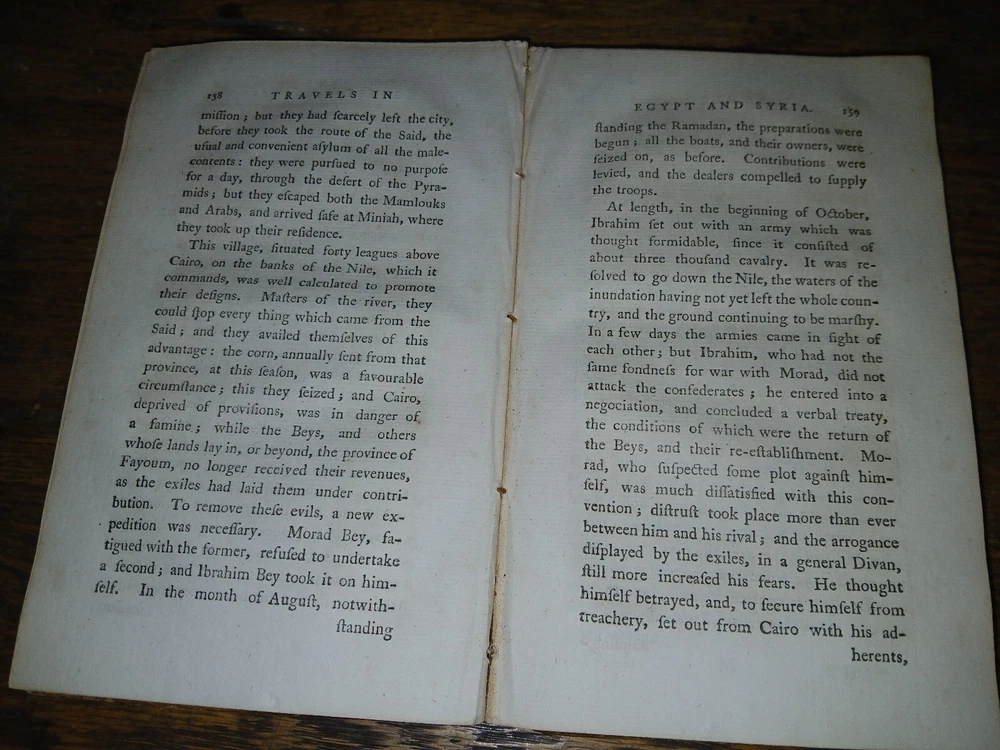 158 TRAVELS IN
miſſion ; but they had ſcarcely left the city,
before they took the route of the Said, the
uſual and convenient aſylum of all the male-
contents : they were purſued to no purpoſe
for a day, through the deſert of the Pyra-
mids ; but they eſcaped both the Mamlouks
and Arabs, and arrived ſafe at Miniah, where
they took up their reſidence.
This village, ſituated forty leagues above
Cairo, on the banks of the Nile, which it
commands, was well calculated to promote
their deſigns. Maſters of the river, they
could ſtop every thing which came from the
Said ; and they availed themſelves of this
advantage : the corn, annually ſent from that
province, at this ſeaſon, was a favourable
circumſtance ; this they ſeized ; and Cairo,
deprived of proviſions, was in danger of
a famine ; while the Beys, and others
whoſe lands lay in, or beyond, the province of
Fayoum, no longer received their revenues,
as the exiles had laid them under contri-
bution. To remove theſe evils, a new ex-
pedition was neceſſary. Morad Bey, fa-
tigued with the former, refuſed to undertake
a ſecond ; and Ibrahim Bey took it on him-
ſelf. In the month of Auguſt, notwith-
ſtanding
EGYPT AND SYRIA. 159
ſtanding the Ramadan, the preparations were
begun ; all the boats, and their owners, were
ſeized on, as before. Contributions were
levied, and the dealers compelled to ſupply
the troops.
At length, in the beginning of October,
Ibrahim ſet out with an army which was
thought formidable, ſince it conſiſted of
about three thouſand cavalry. It was re-
ſolved to go down the Nile, the waters of the
inundation having not yet left the whole coun-
try, and the ground continuing to be marſhy.
In a few days the armies came in ſight of
each other ; but Ibrahim, who had not the
ſame fondneſs for war with Morad, did not
attack the confederates ; he entered into a
negociation, and concluded a verbal treaty,
the conditions of which were the return of
the Beys, and their re-eſtabliſhment. Mo-
rad, who ſuſpected ſome plot againſt him-
ſelf, was much diſſatisfied with this con-
vention ; diſtruſt took place more than ever
between him and his rival ; and the arrogance
diſplayed by the exiles, in a general Divan,
ſtill more increaſed his fears. He thought
himſelf betrayed, and, to ſecure himſelf from
treachery, ſet out from Cairo with his ad-
herents,